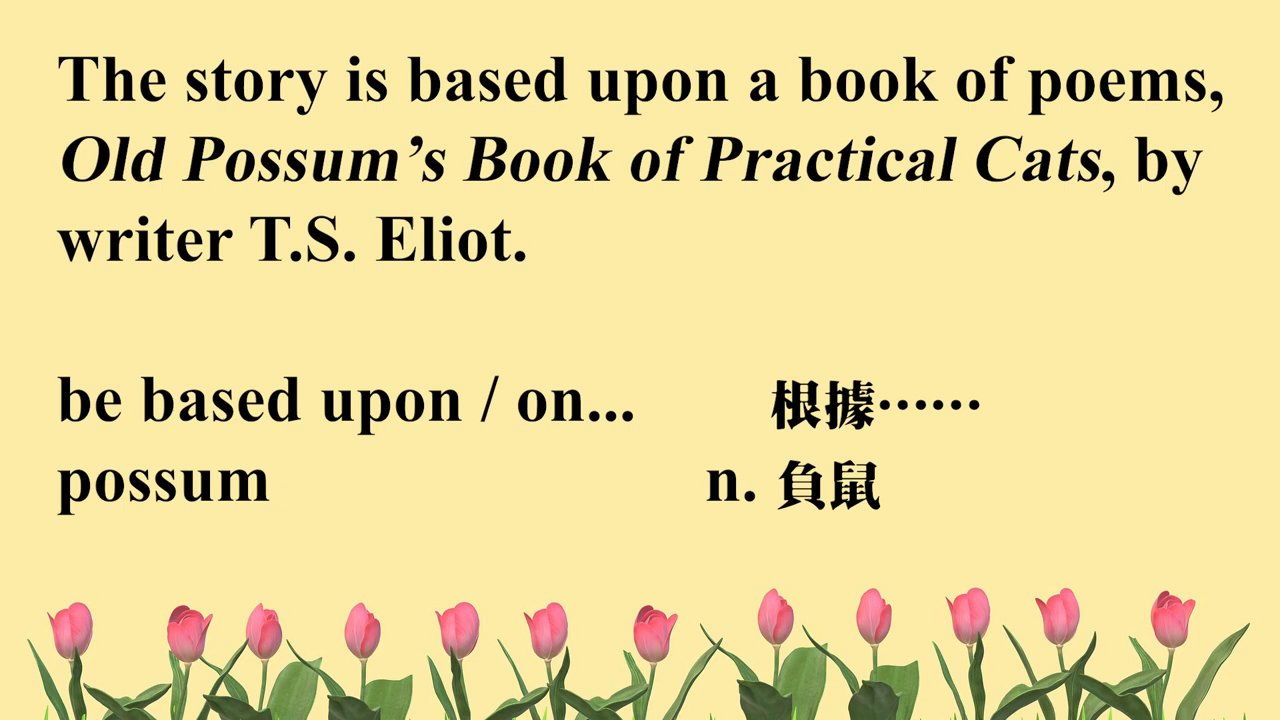 The story is based upon a book of poems,
Old Possum’s Book of Practical Cats, by
writer T.S. Eliot.
be based upon / on... 根據……
possum n. 負鼠